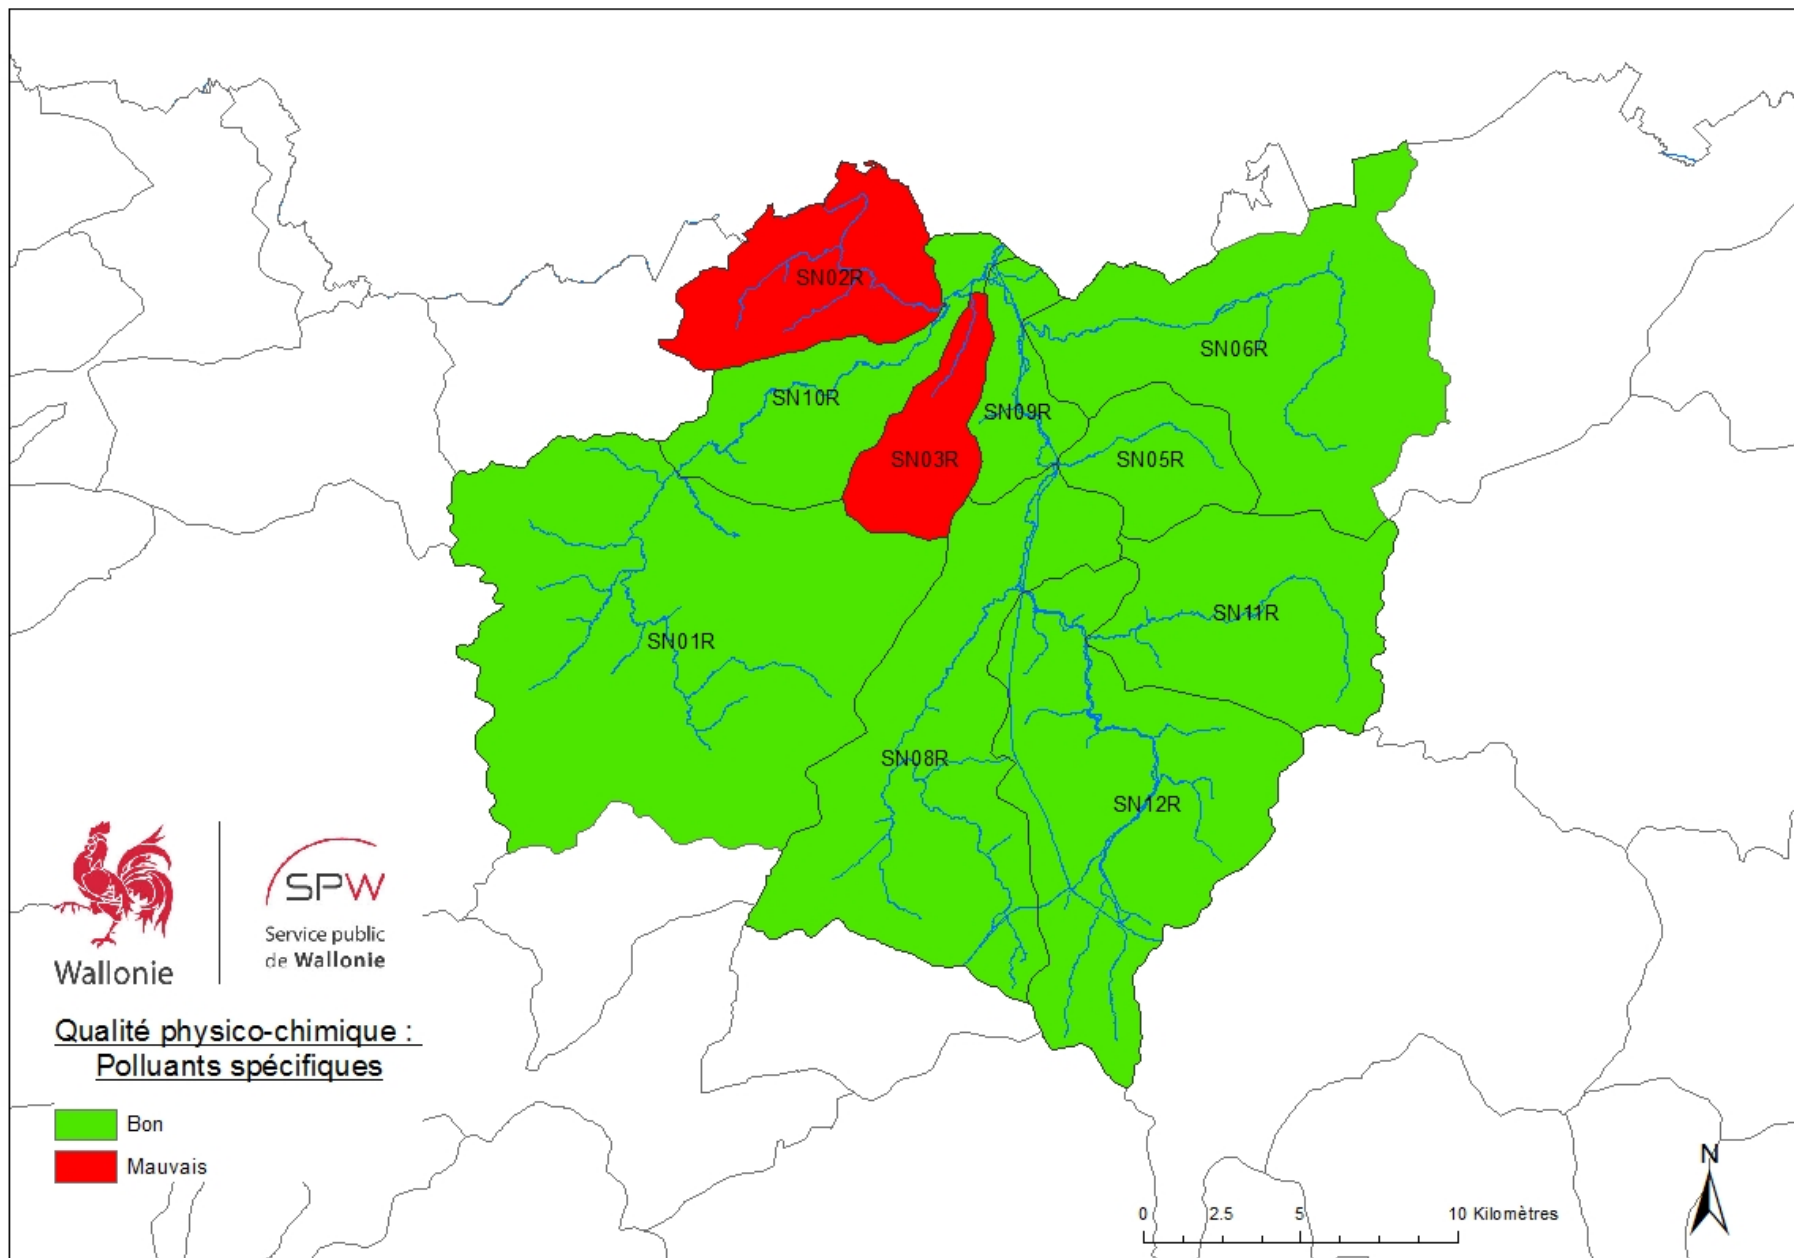 SN02R
SN06R
SN10R
SN09R
SN03R
SN05R
SN11R
SN01R
SN08R
SN12R
Wallonie
SPW
Service public
de Wallonie
Qualité physico-chimique :
Polluants spécifiques
Bon
Mauvais
N
0 2.5 5 10 Kilomètres